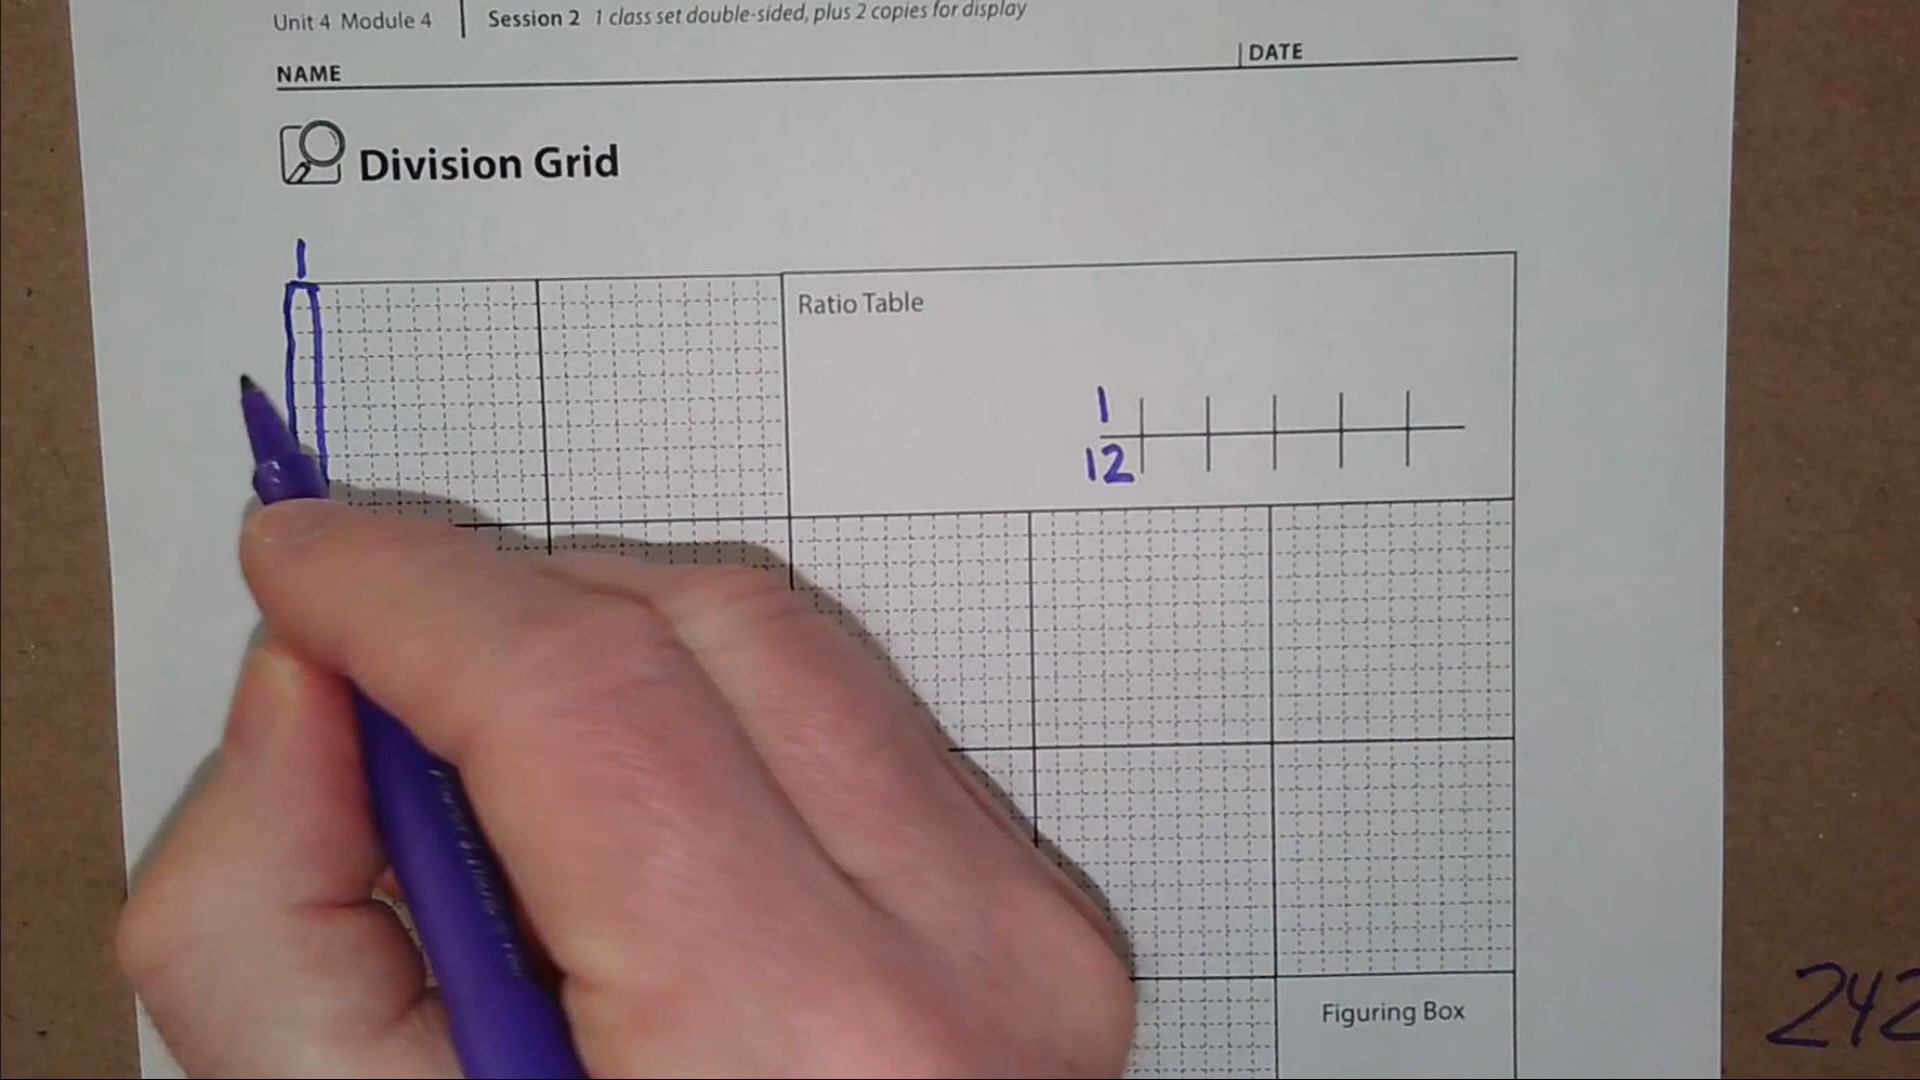 Unit 4 Module 4 | Session 2 1 class set double-sided, plus 2 copies for display
NAME | DATE
Division Grid
1
Ratio Table
1
12
Figuring Box
242